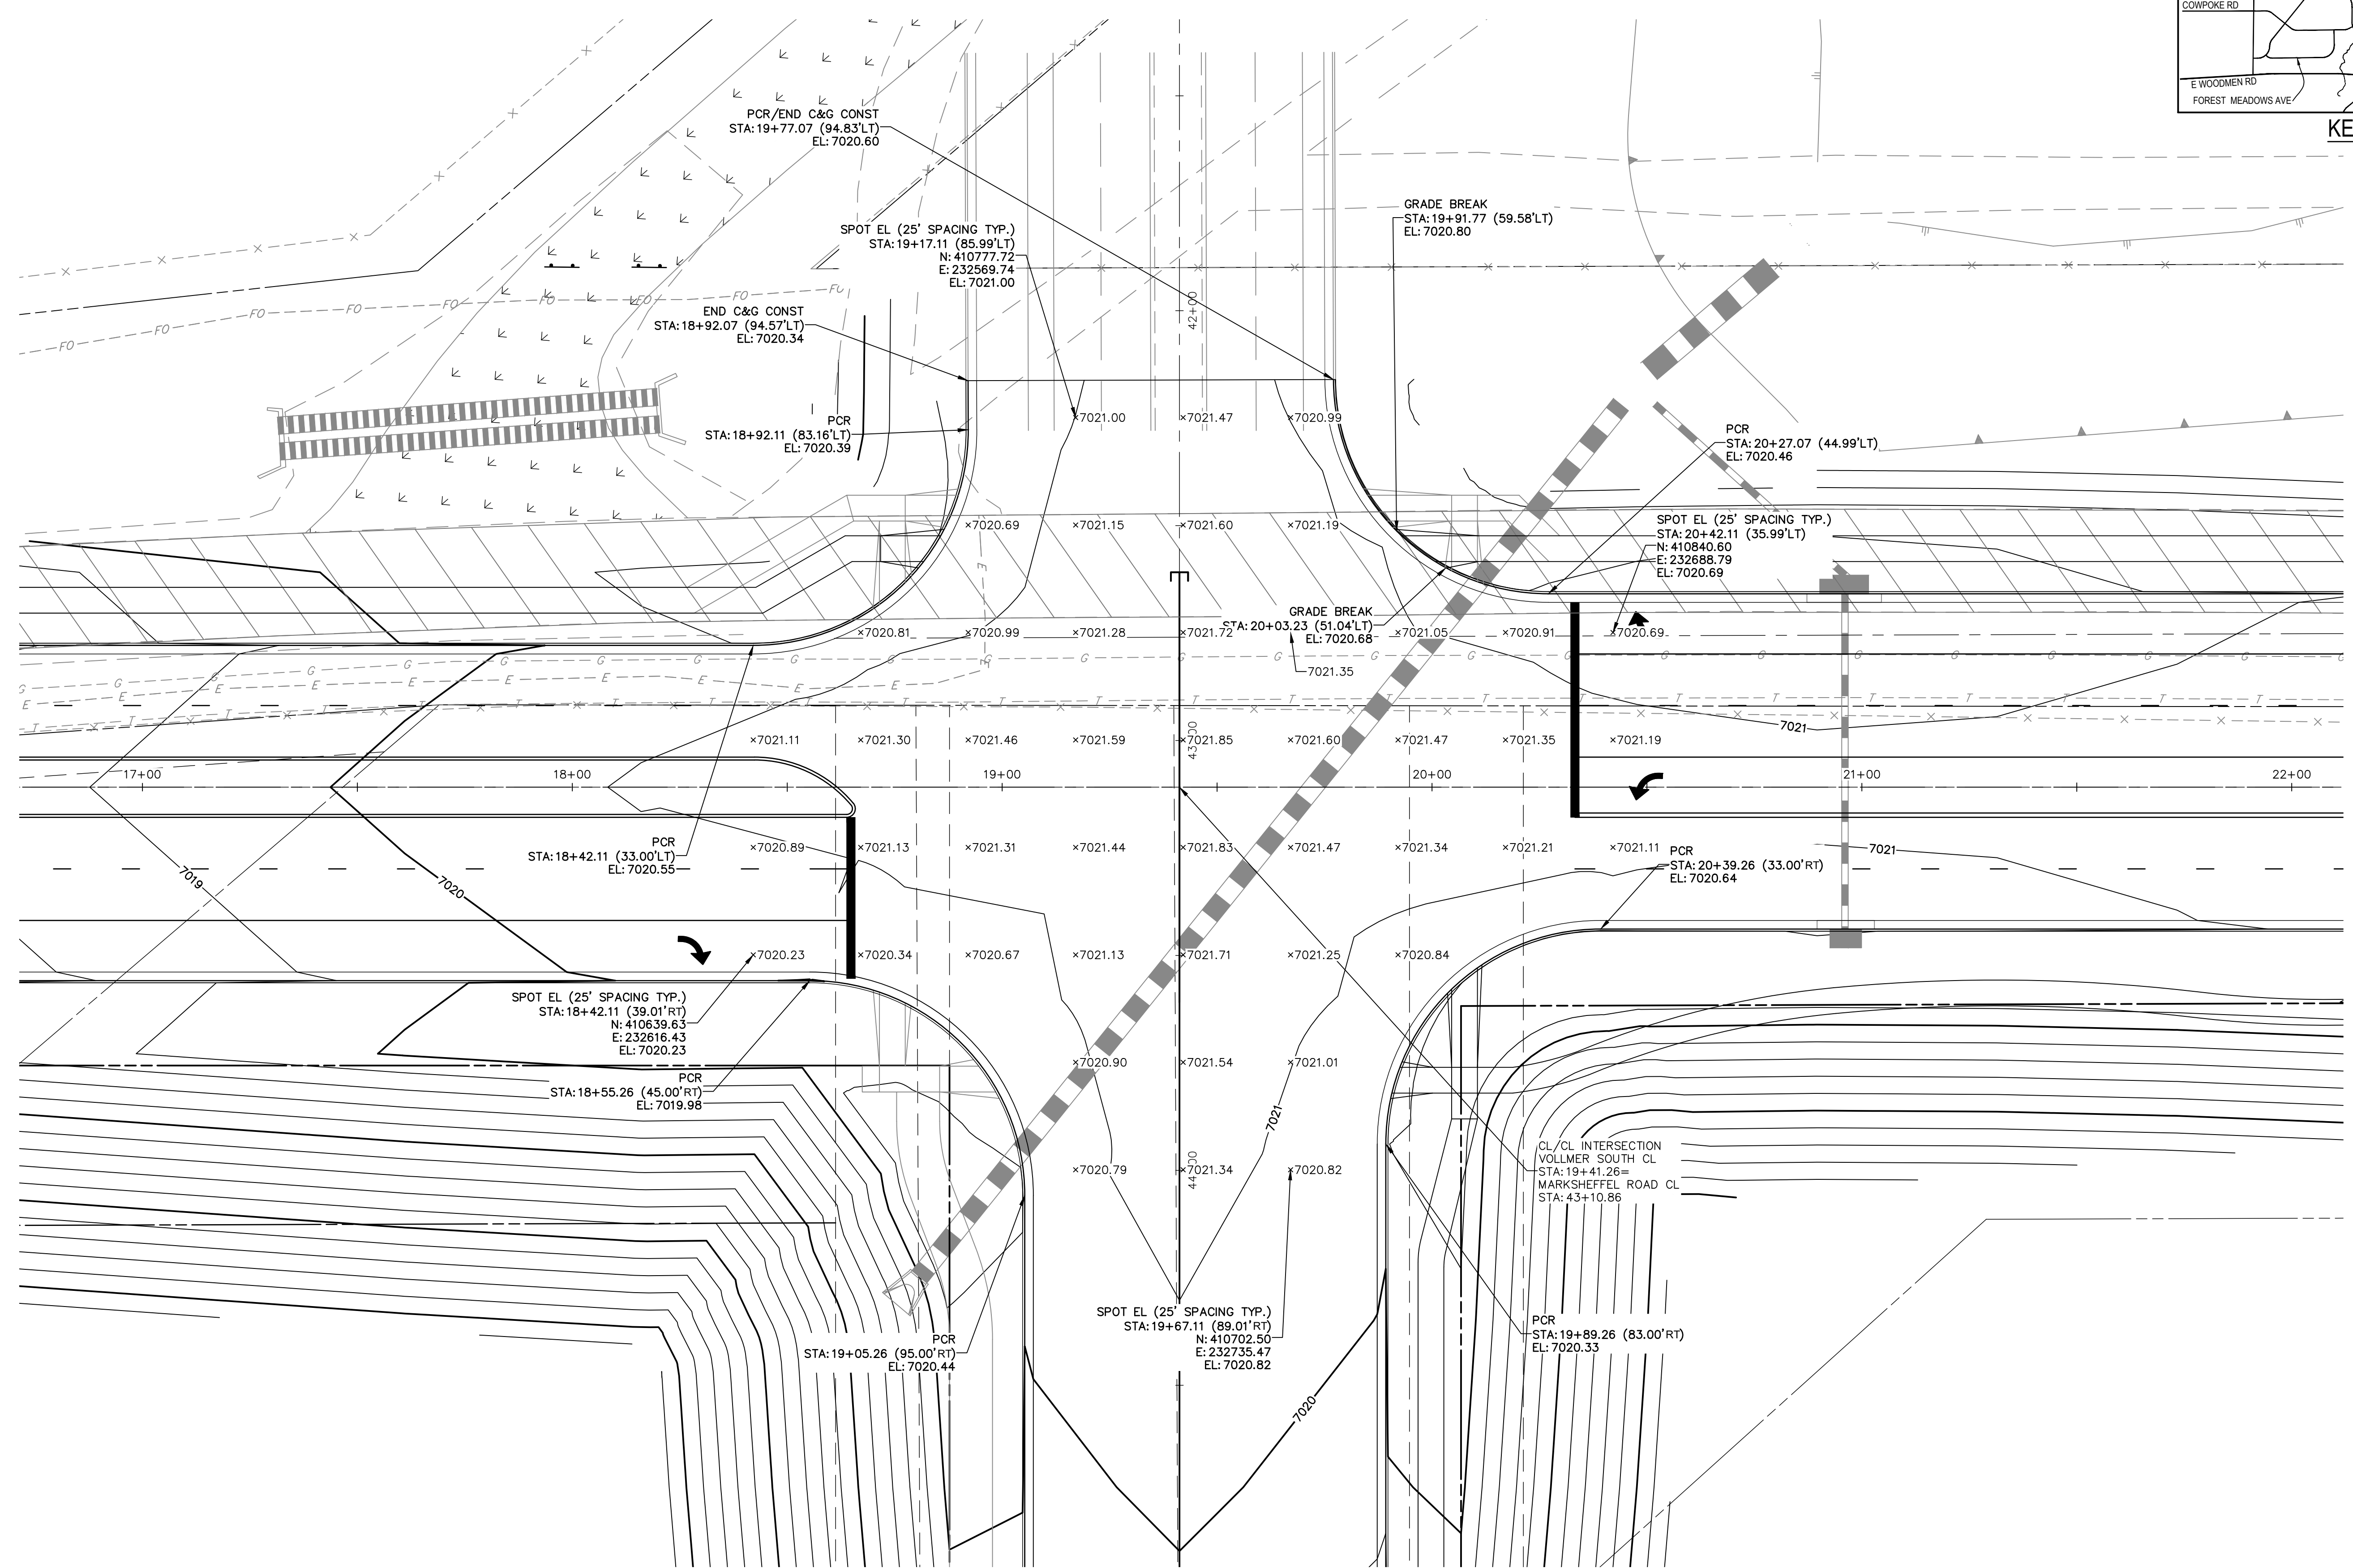 COWPOKE RD
E WOODMEN RD
FOREST MEADOWS AVE
KE
PCR/END C&G CONST
STA: 19+77.07 (94.83'LT)
EL: 7020.60
GRADE BREAK
STA: 19+91.77 (59.58'LT)
EL: 7020.80
SPOT EL (25' SPACING TYP.)
STA: 19+17.11 (85.99'LT)
N: 410777.72
E: 232569.74
EL: 7021.00
42+00
FO FO FO FO FO FO FO FO FO
END C&G CONST
STA: 18+92.07 (94.57'LT)
EL: 7020.34
PCR
STA: 18+92.11 (83.16'LT)
EL: 7020.39
×7021.00 ×7021.47 ×7020.99
PCR
STA: 20+27.07 (44.99'LT)
EL: 7020.46
SPOT EL (25' SPACING TYP.)
STA: 20+42.11 (35.99'LT)
N: 410840.60
E: 232688.79
EL: 7020.69
×7020.69 ×7021.15 ×7021.60 ×7021.19
E
GRADE BREAK
STA: 20+03.23 (51.04'LT)
EL: 7020.68
×7020.81 ×7020.99 ×7021.28 ×7021.72 ×7021.05 ×7020.91 ×7020.69
G G G G G G G G G G G G G G G G G G G G G G G G G
7021.35
E E E E E E E E E E E
T T T T T T T T T T T T T T T T T
7021
×7021.11 ×7021.30 ×7021.46 ×7021.59 ×7021.85 ×7021.60 ×7021.47 ×7021.35 ×7021.19
43+00
17+00 18+00 19+00 20+00 21+00 22+00
PCR
STA: 18+42.11 (33.00'LT)
EL: 7020.55
×7020.89 ×7021.13 ×7021.31 ×7021.44 ×7021.83 ×7021.47 ×7021.34 ×7021.21 ×7021.11
7021
PCR
STA: 20+39.26 (33.00'RT)
EL: 7020.64
7019
7020
×7020.23 ×7020.34 ×7020.67 ×7021.13 ×7021.71 ×7021.25 ×7020.84
SPOT EL (25' SPACING TYP.)
STA: 18+42.11 (39.01'RT)
N: 410639.63
E: 232616.43
EL: 7020.23
×7020.90 ×7021.54 ×7021.01
PCR
STA: 18+55.26 (45.00'RT)
EL: 7019.98
7021
CL/CL INTERSECTION
VOLLMER SOUTH CL
STA: 19+41.26=
MARKSHEFFEL ROAD CL
STA: 43+10.86
×7020.79 ×7021.34 ×7020.82
44+00
SPOT EL (25' SPACING TYP.)
STA: 19+67.11 (89.01'RT)
N: 410702.50
E: 232735.47
EL: 7020.82
PCR
STA: 19+89.26 (83.00'RT)
EL: 7020.33
PCR
STA: 19+05.26 (95.00'RT)
EL: 7020.44
7020